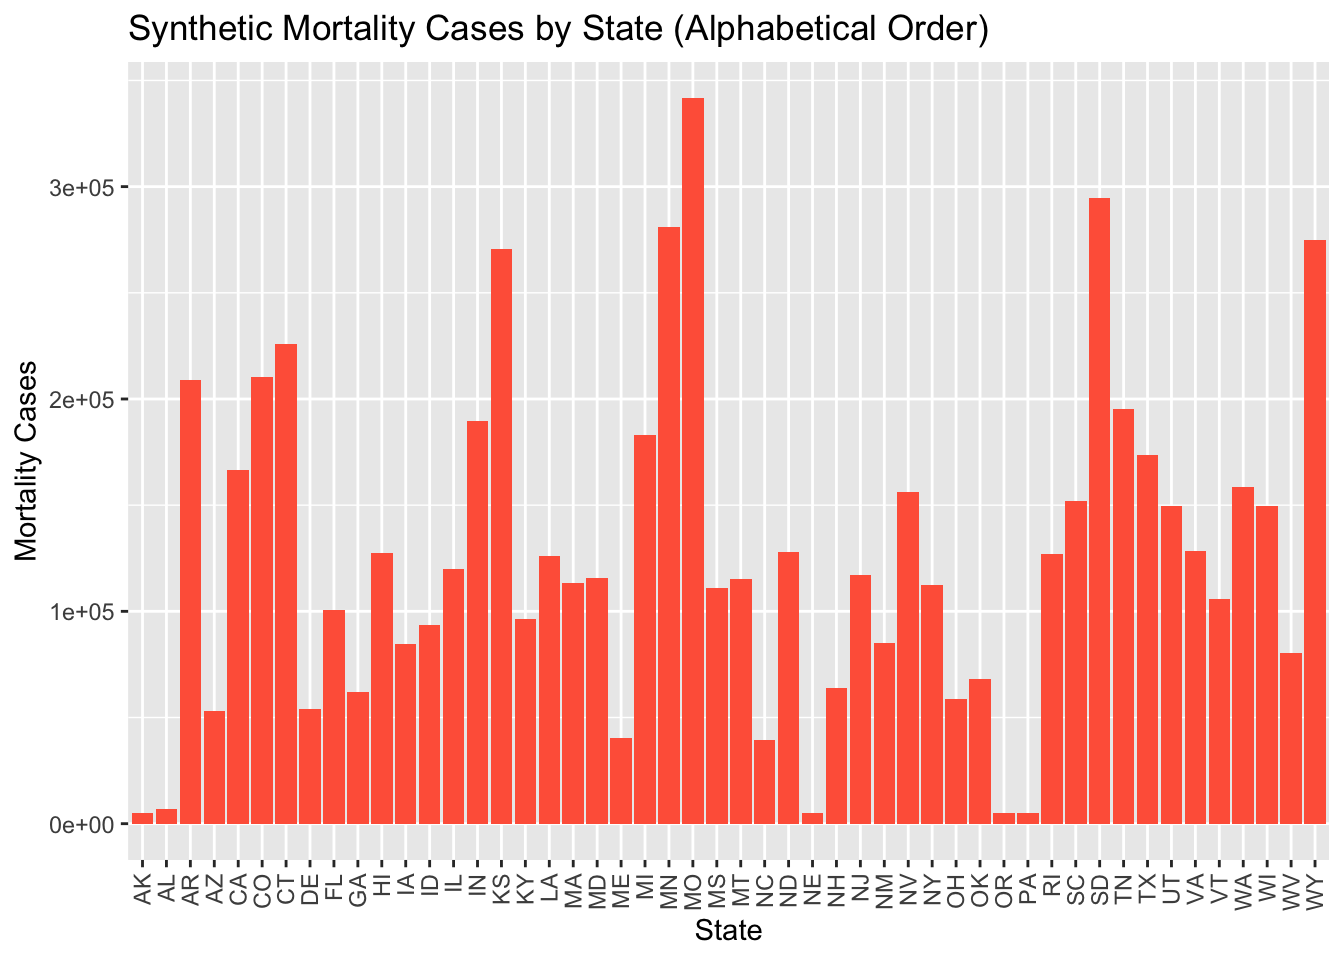 Synthetic Mortality Cases by State (Alphabetical Order)
Mortality Cases
3e+05
2e+05
1e+05
0e+00
AK AL AR AZ CA CO CT DE FL GA HI IA ID IL IN KS KY LA MA MD ME MI MN MO MS MT NC ND NE NH NJ NM NV NY OH OK OR PA RI SC SD TN TX UT VA VT WA WI WV WY
State